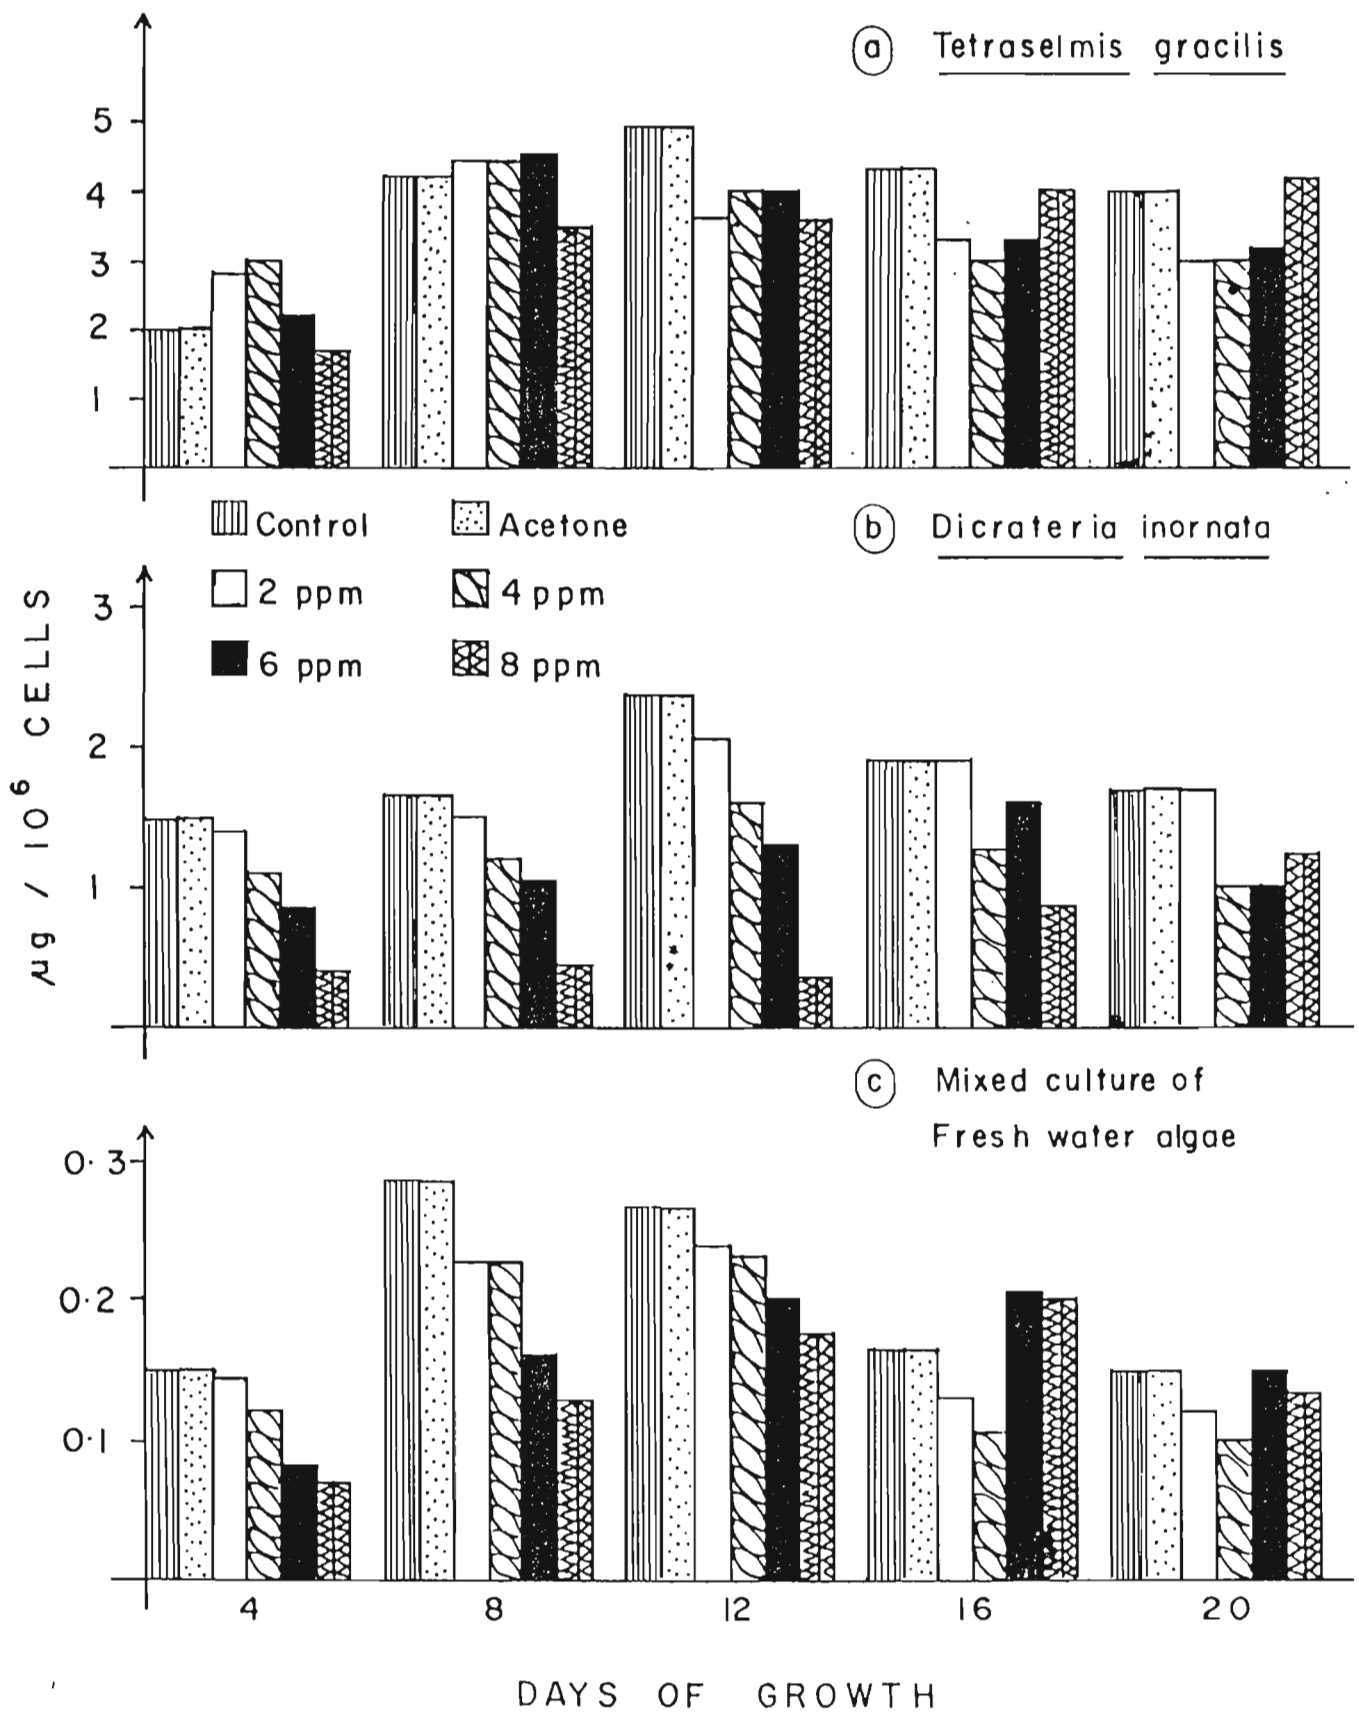 a Tetraselmis gracilis
5
4
3
2
1
Control Acetone
2 ppm 4 ppm
6 ppm 8 ppm
b Dicrateria inornata
µg / 10⁶ CELLS
3
2
1
c Mixed culture of
Fresh water algae
0.3
0.2
0.1
4 8 12 16 20
DAYS OF GROWTH